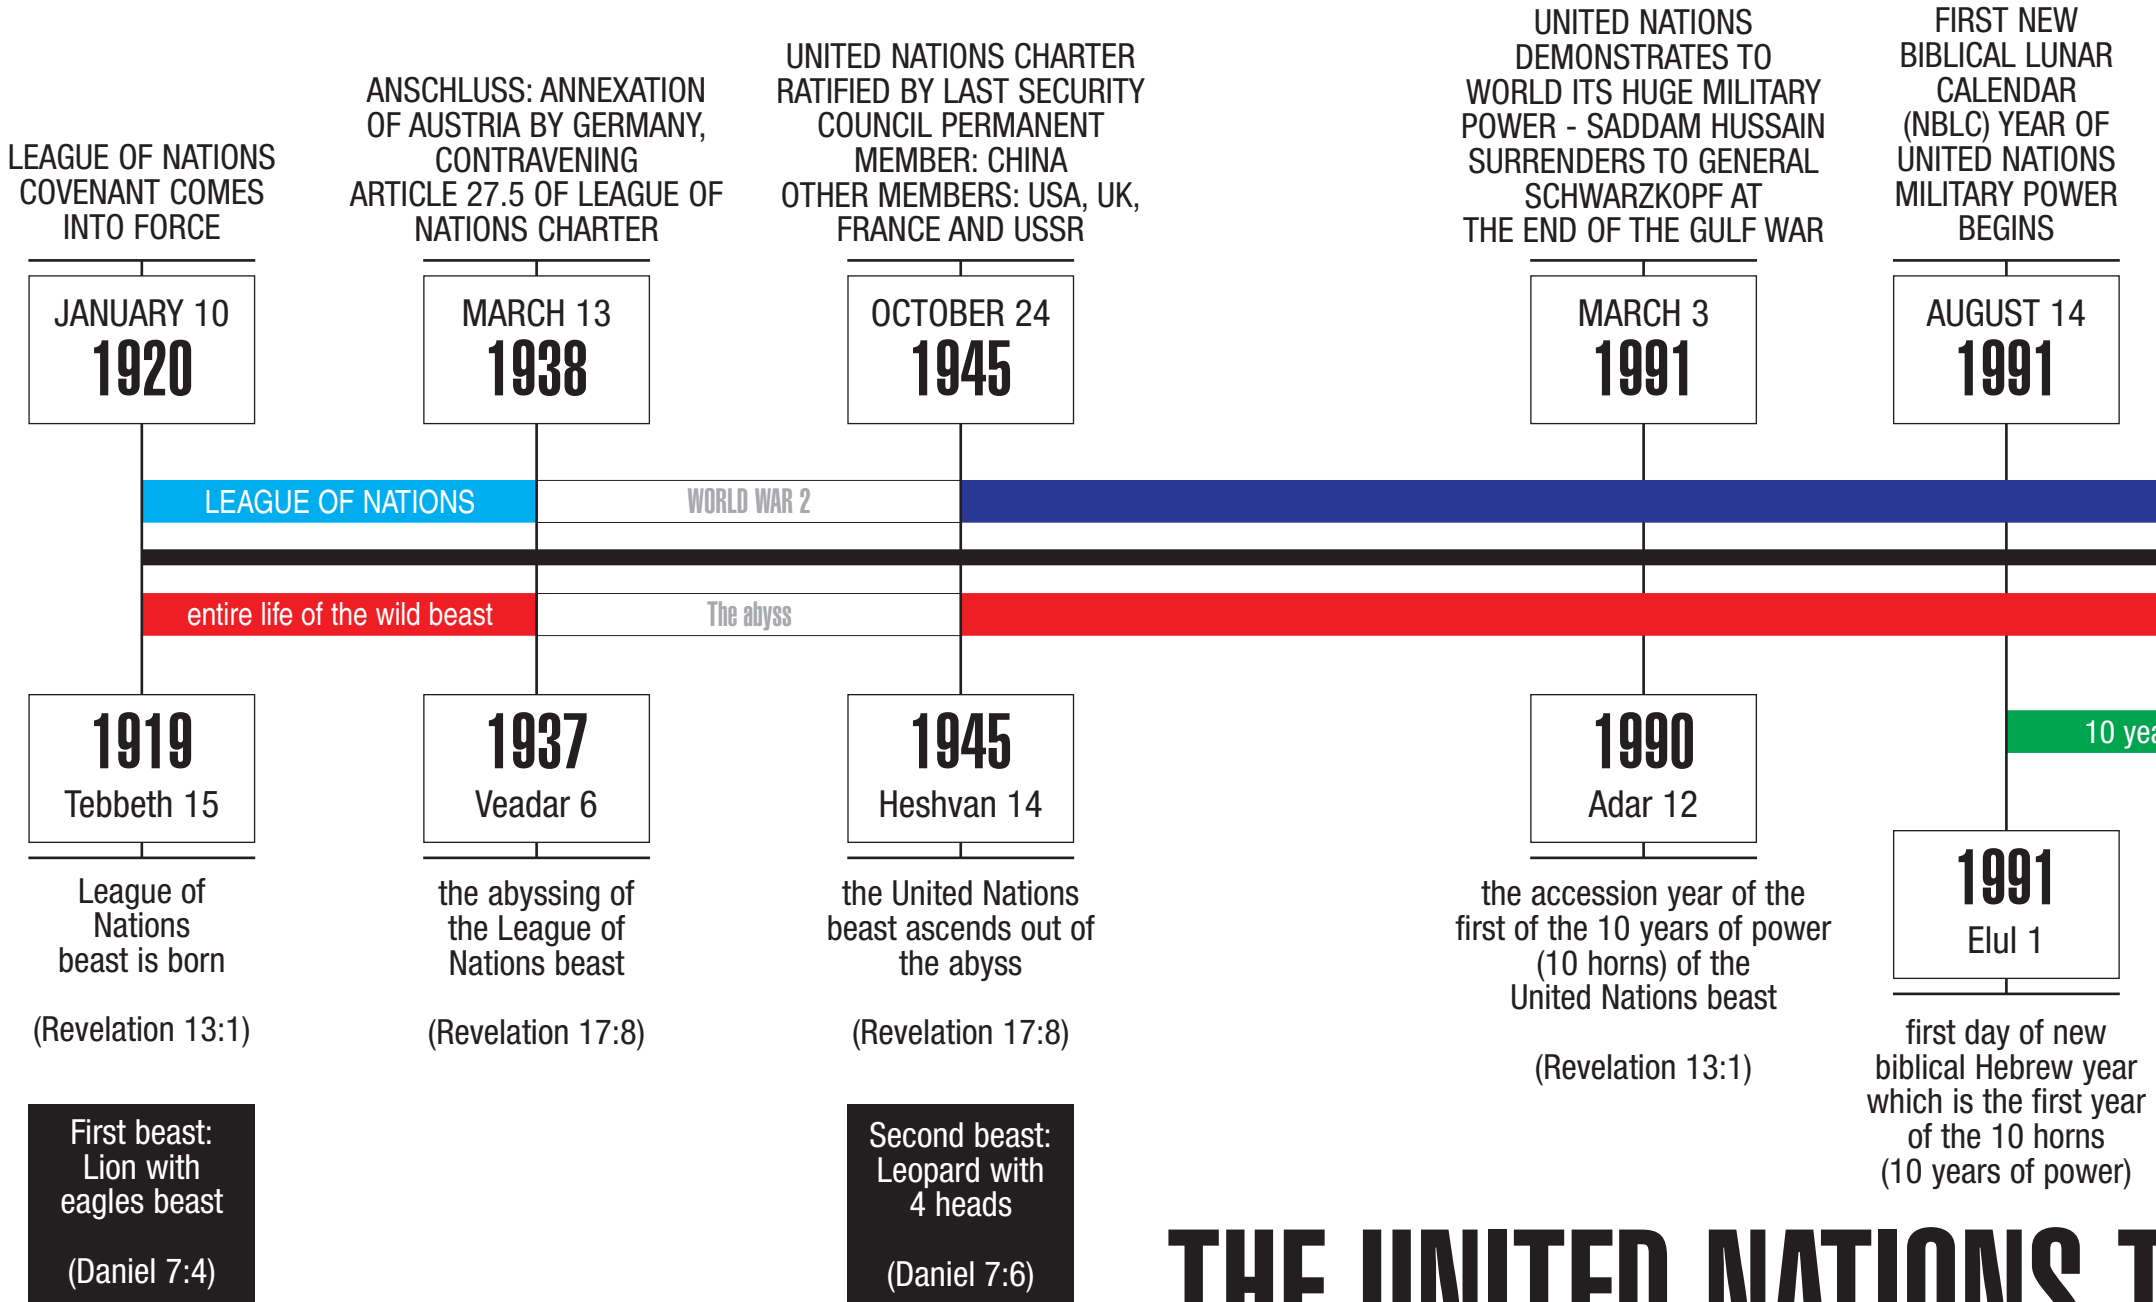 LEAGUE OF NATIONS
COVENANT COMES
INTO FORCE
JANUARY 10
1920
ANSCHLUSS: ANNEXATION
OF AUSTRIA BY GERMANY,
CONTRAVENING
ARTICLE 27.5 OF LEAGUE OF
NATIONS CHARTER
MARCH 13
1938
UNITED NATIONS CHARTER
RATIFIED BY LAST SECURITY
COUNCIL PERMANENT
MEMBER: CHINA
OTHER MEMBERS: USA, UK,
FRANCE AND USSR
OCTOBER 24
1945
UNITED NATIONS
DEMONSTRATES TO
WORLD ITS HUGE MILITARY
POWER - SADDAM HUSSAIN
SURRENDERS TO GENERAL
SCHWARZKOPF AT
THE END OF THE GULF WAR
MARCH 3
1991
FIRST NEW
BIBLICAL LUNAR
CALENDAR
(NBLC) YEAR OF
UNITED NATIONS
MILITARY POWER
BEGINS
AUGUST 14
1991
LEAGUE OF NATIONS
WORLD WAR 2
entire life of the wild beast
The abyss
1919
Tebbeth 15
League of
Nations
beast is born
(Revelation 13:1)
First beast:
Lion with
eagles beast
(Daniel 7:4)
1937
Veadar 6
the abyssing of
the League of
Nations beast
(Revelation 17:8)
1945
Heshvan 14
the United Nations
beast ascends out of
the abyss
(Revelation 17:8)
Second beast:
Leopard with
4 heads
(Daniel 7:6)
1990
Adar 12
the accession year of the
first of the 10 years of power
(10 horns) of the
United Nations beast
(Revelation 13:1)
10 yea
1991
Elul 1
first day of new
biblical Hebrew year
which is the first year
of the 10 horns
(10 years of power)
THE UNITED NATIONS T